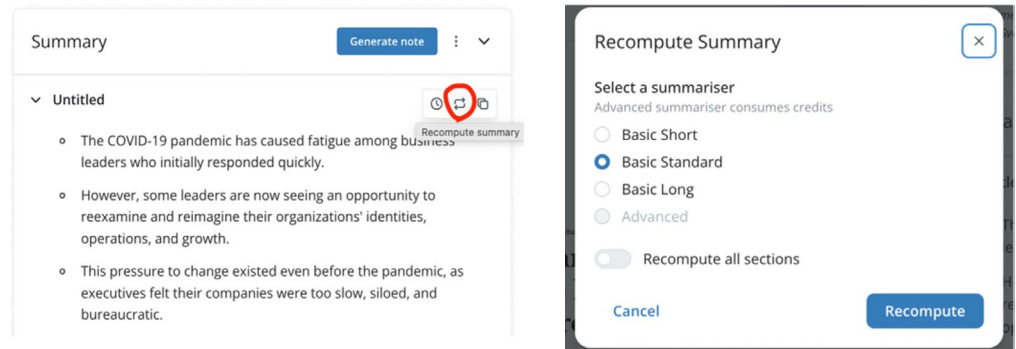 Summary
Generate note
Untitled
Recompute summary
The COVID-19 pandemic has caused fatigue among business
leaders who initially responded quickly.
However, some leaders are now seeing an opportunity to
reexamine and reimagine their organizations' identities,
operations, and growth.
This pressure to change existed even before the pandemic, as
executives felt their companies were too slow, siloed, and
bureaucratic.
Recompute Summary
Select a summariser
Advanced summariser consumes credits
Basic Short
Basic Standard
Basic Long
Advanced
Recompute all sections
Cancel
Recompute